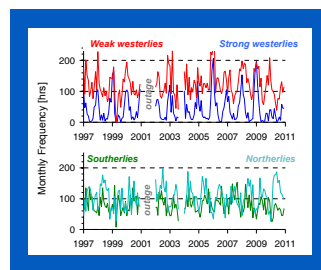 Weak westerlies Strong westerlies
200
100
0
outage
1997 1999 2001 2003 2005 2007 2009 2011
Monthly Frequency [hrs]
Southerlies Northerlies
200
100
0
outage
1997 1999 2001 2003 2005 2007 2009 2011